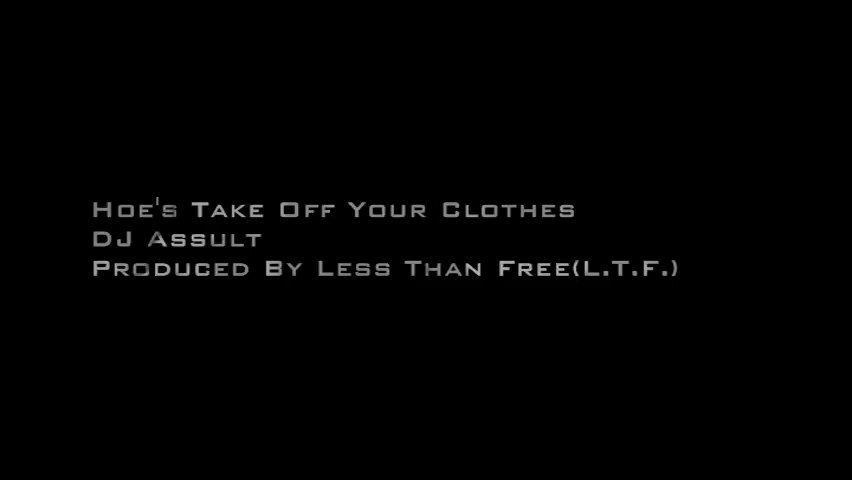 Hoe's Take Off Your Clothes
DJ Assult
Produced By Less Than Free(L.T.F.)